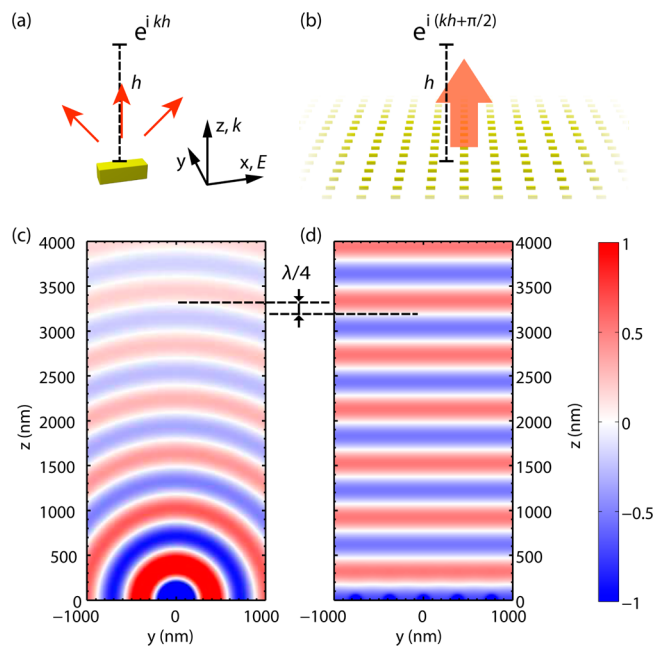 (a)
e^{i kh}
h
z, k
y
x, E
(b)
e^{i (kh+π/2)}
h
(c)
4000
3500
3000
2500
2000
1500
1000
500
0
z (nm)
−1000
0
1000
y (nm)
λ/4
(d)
4000
3500
3000
2500
2000
1500
1000
500
0
z (nm)
−1000
0
1000
y (nm)
1
0.5
0
−0.5
−1